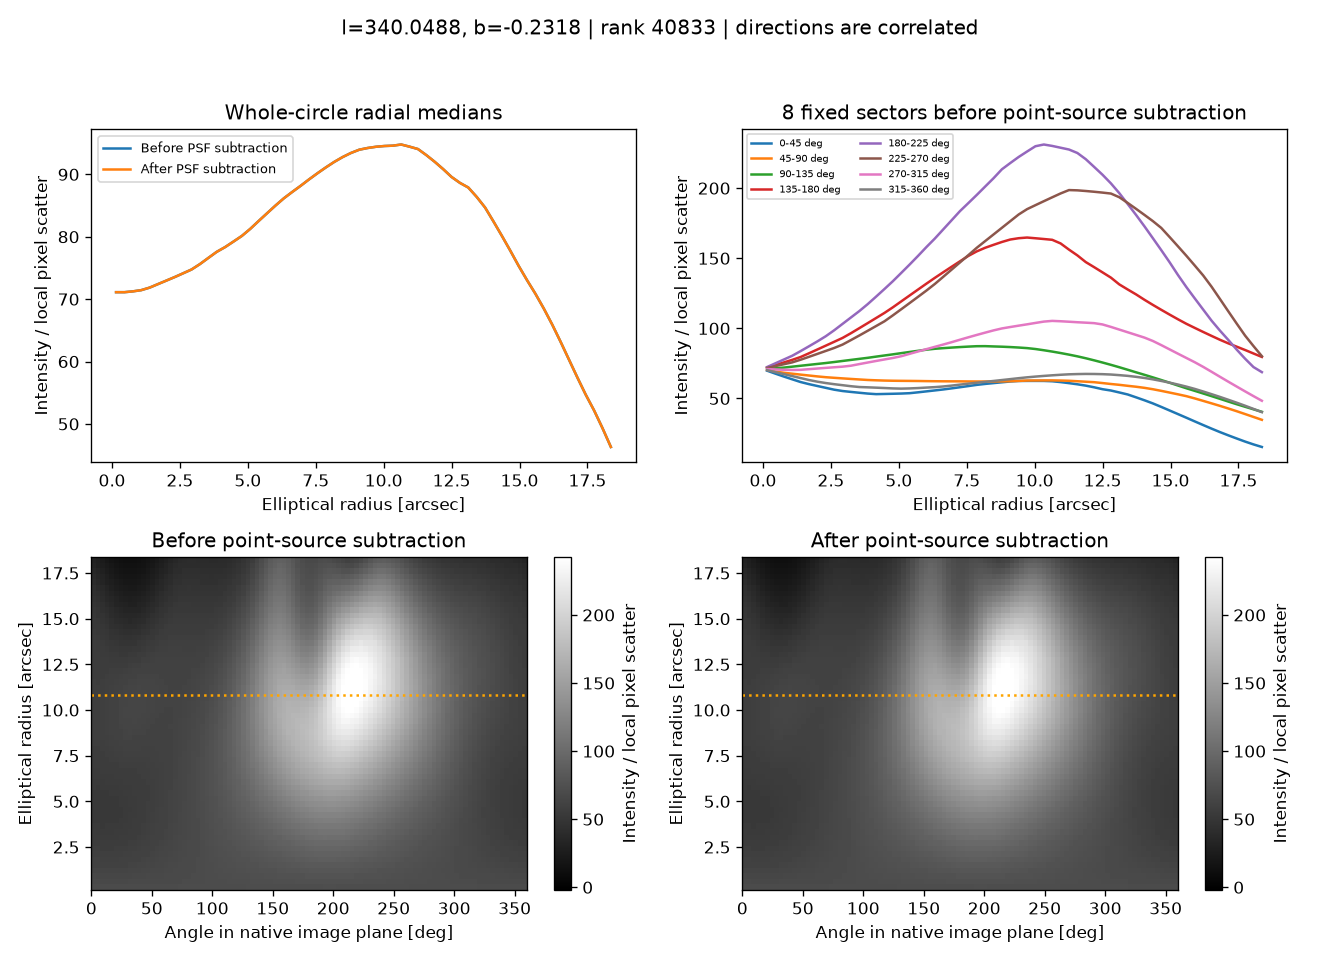 l=340.0488, b=-0.2318 | rank 40833 | directions are correlated
Whole-circle radial medians
Before PSF subtraction
After PSF subtraction
Intensity / local pixel scatter
90
80
70
60
50
0.0 2.5 5.0 7.5 10.0 12.5 15.0 17.5
Elliptical radius [arcsec]
8 fixed sectors before point-source subtraction
0-45 deg
45-90 deg
90-135 deg
135-180 deg
180-225 deg
225-270 deg
270-315 deg
315-360 deg
Intensity / local pixel scatter
200
150
100
50
0.0 2.5 5.0 7.5 10.0 12.5 15.0 17.5
Elliptical radius [arcsec]
Before point-source subtraction
Elliptical radius [arcsec]
17.5
15.0
12.5
10.0
7.5
5.0
2.5
0 50 100 150 200 250 300 350
Angle in native image plane [deg]
200
150
100
50
0
Intensity / local pixel scatter
After point-source subtraction
Elliptical radius [arcsec]
17.5
15.0
12.5
10.0
7.5
5.0
2.5
0 50 100 150 200 250 300 350
Angle in native image plane [deg]
200
150
100
50
0
Intensity / local pixel scatter